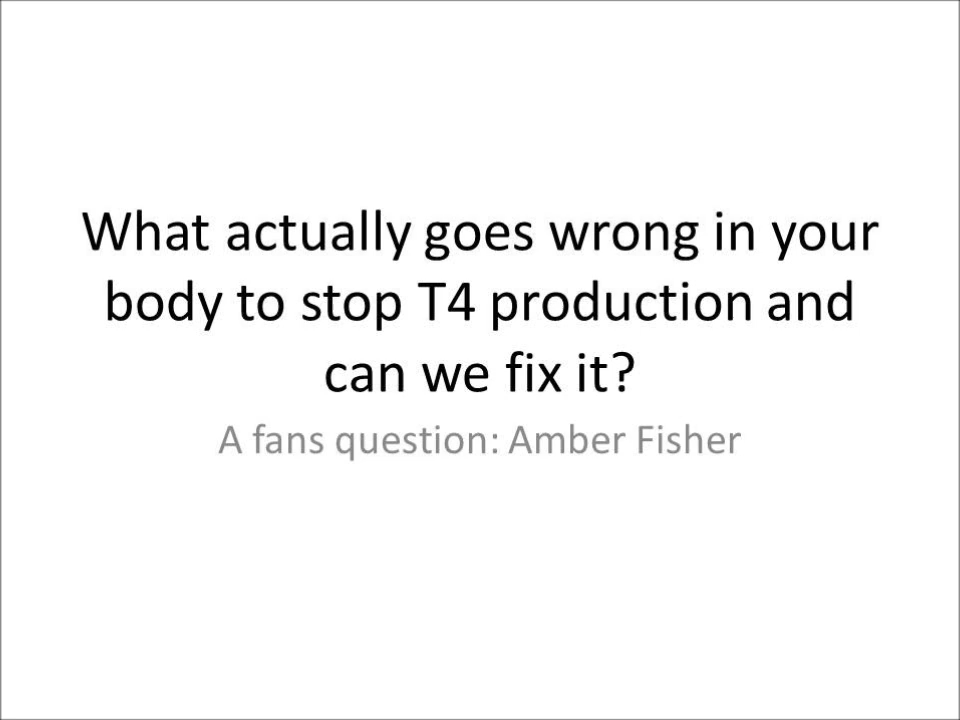 What actually goes wrong in your
body to stop T4 production and
can we fix it?
A fans question: Amber Fisher